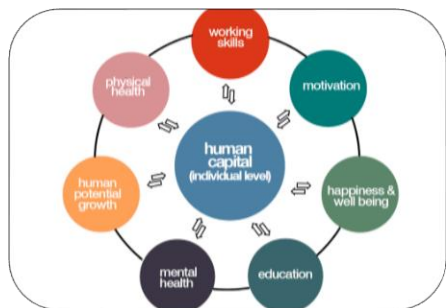 working
skills
motivation
happiness &
well being
education
mental
health
human
potential
growth
physical
health
human
capital
(individual level)